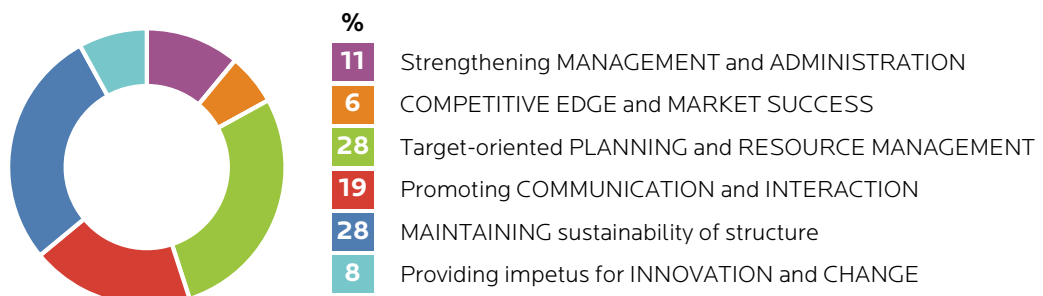 %
11 Strengthening MANAGEMENT and ADMINISTRATION
6 COMPETITIVE EDGE and MARKET SUCCESS
28 Target-oriented PLANNING and RESOURCE MANAGEMENT
19 Promoting COMMUNICATION and INTERACTION
28 MAINTAINING sustainability of structure
8 Providing impetus for INNOVATION and CHANGE